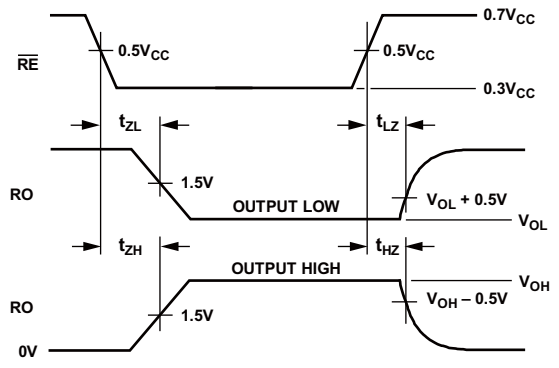 0.7VCC
RE 0.5VCC 0.5VCC
0.3VCC
tZL tLZ
1.5V
RO OUTPUT LOW VOL + 0.5V
VOL
tZH tHZ
OUTPUT HIGH VOH
RO 1.5V VOH – 0.5V
0V